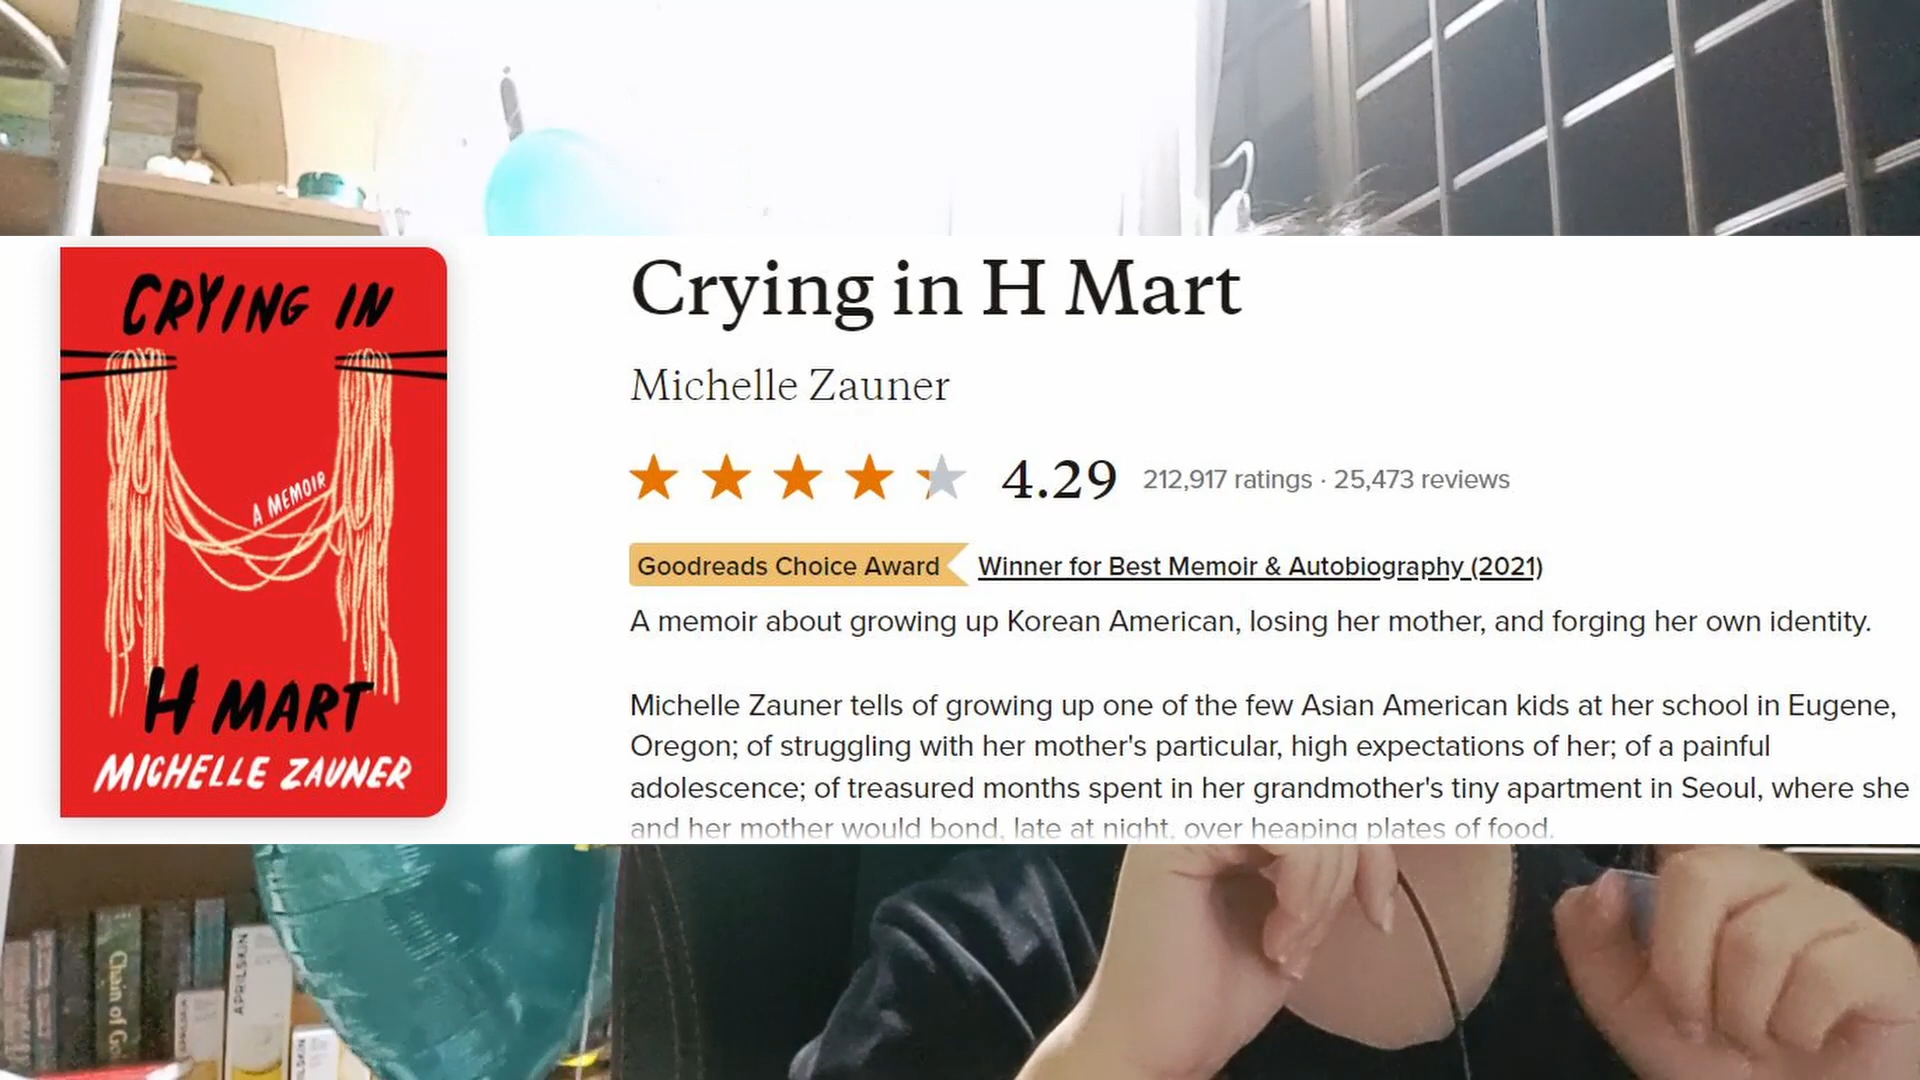 CRYING IN
A MEMOIR
H MART
MICHELLE ZAUNER
Crying in H Mart
Michelle Zauner
4.29 212,917 ratings · 25,473 reviews
Goodreads Choice Award Winner for Best Memoir & Autobiography (2021)
A memoir about growing up Korean American, losing her mother, and forging her own identity.
Michelle Zauner tells of growing up one of the few Asian American kids at her school in Eugene,
Oregon; of struggling with her mother's particular, high expectations of her; of a painful
adolescence; of treasured months spent in her grandmother's tiny apartment in Seoul, where she
and her mother would bond, late at night, over heaping plates of food.
Chain of
APRILSKIN
APRILSKIN